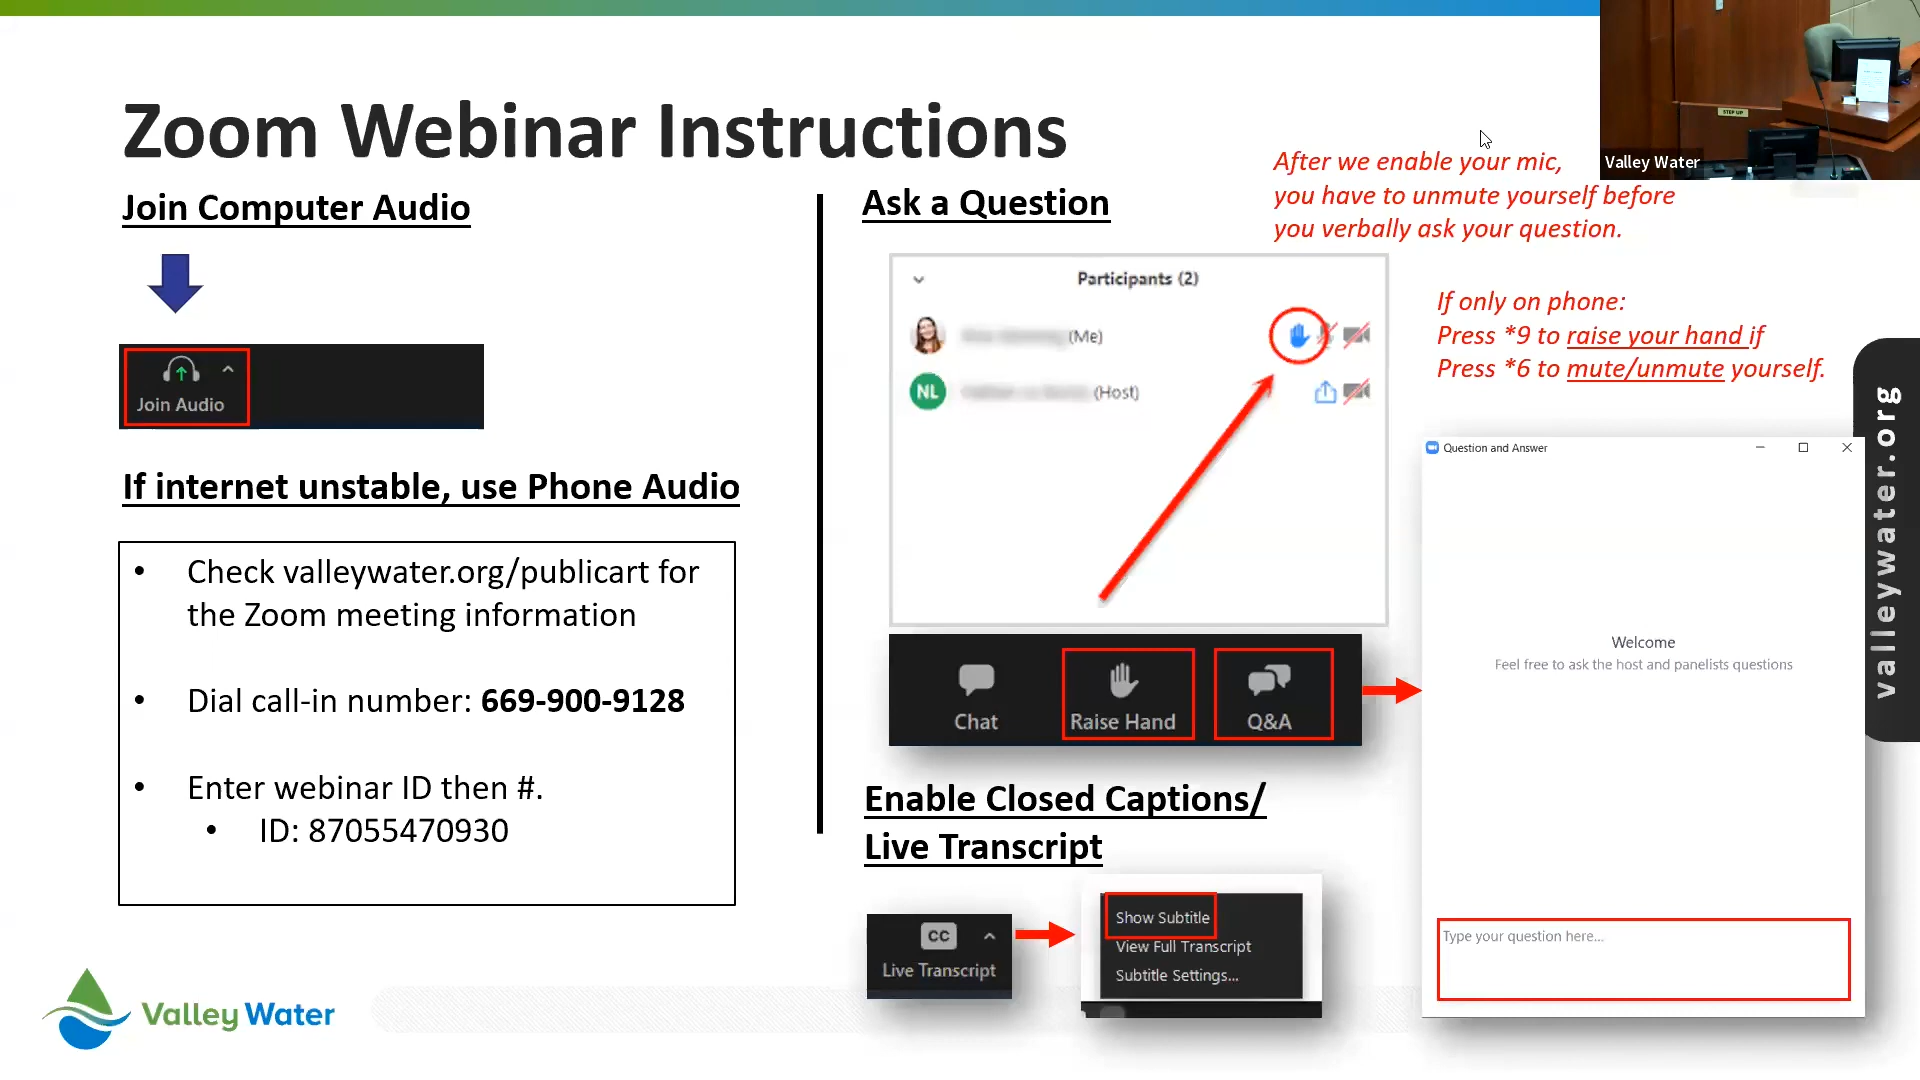 Zoom Webinar Instructions
Join Computer Audio
Join Audio
If internet unstable, use Phone Audio
• Check valleywater.org/publicart for
the Zoom meeting information
• Dial call-in number: 669-900-9128
• Enter webinar ID then #.
• ID: 87055470930
Valley Water
Ask a Question
After we enable your mic,
you have to unmute yourself before
you verbally ask your question.
Participants (2)
(Me)
NL
(Host)
If only on phone:
Press *9 to raise your hand if
Press *6 to mute/unmute yourself.
Chat
Raise Hand
Q&A
Enable Closed Captions/
Live Transcript
CC
Live Transcript
Show Subtitle
View Full Transcript
Subtitle Settings...
Question and Answer
Welcome
Feel free to ask the host and panelists questions
Type your question here...
valleywater.org
STEP UP
Valley Water